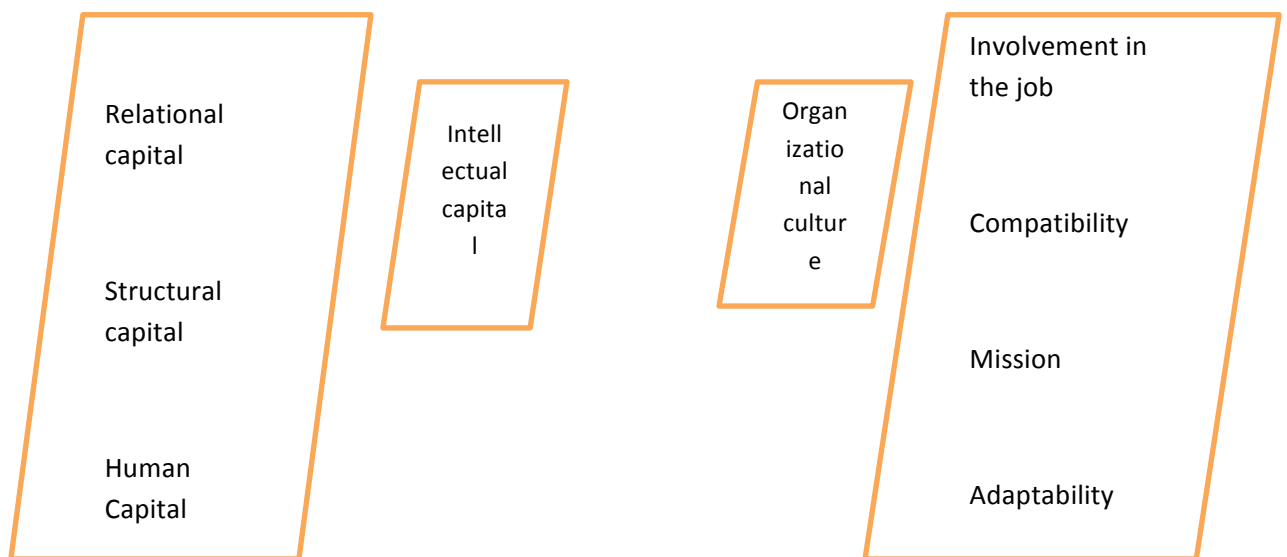 Relational
capital
Structural
capital
Human
Capital
Intell
ectual
capita
l
Organ
izatio
nal
cultur
e
Involvement in
the job
Compatibility
Mission
Adaptability